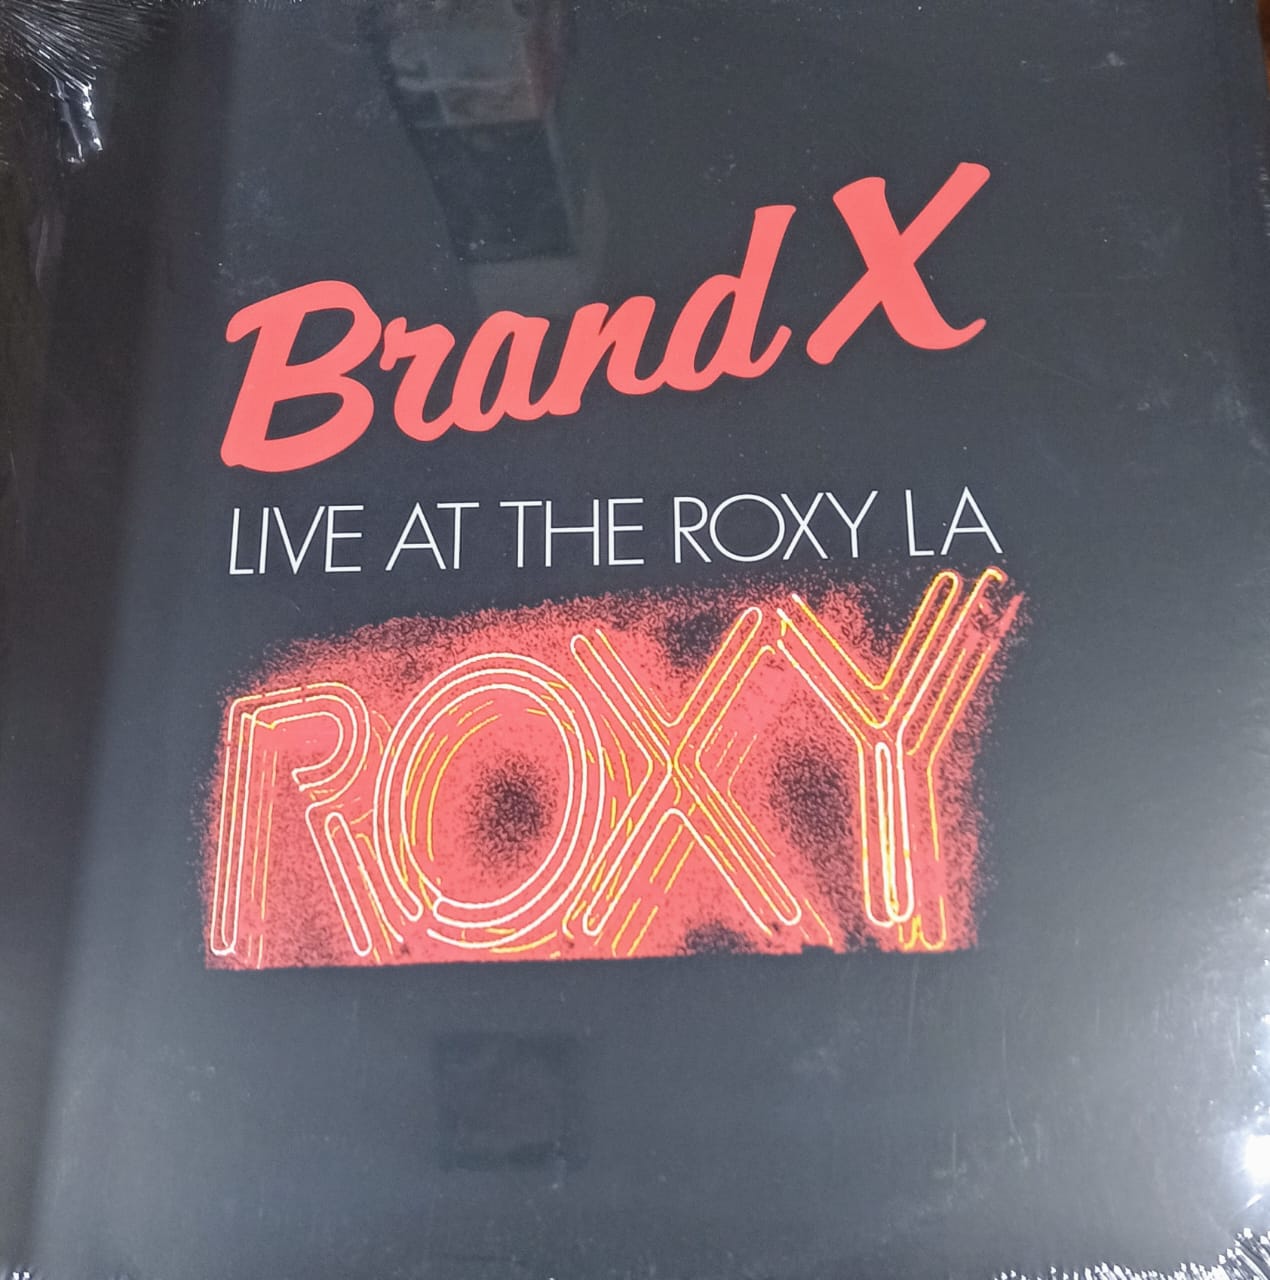 Brand X
LIVE AT THE ROXY LA
ROXY